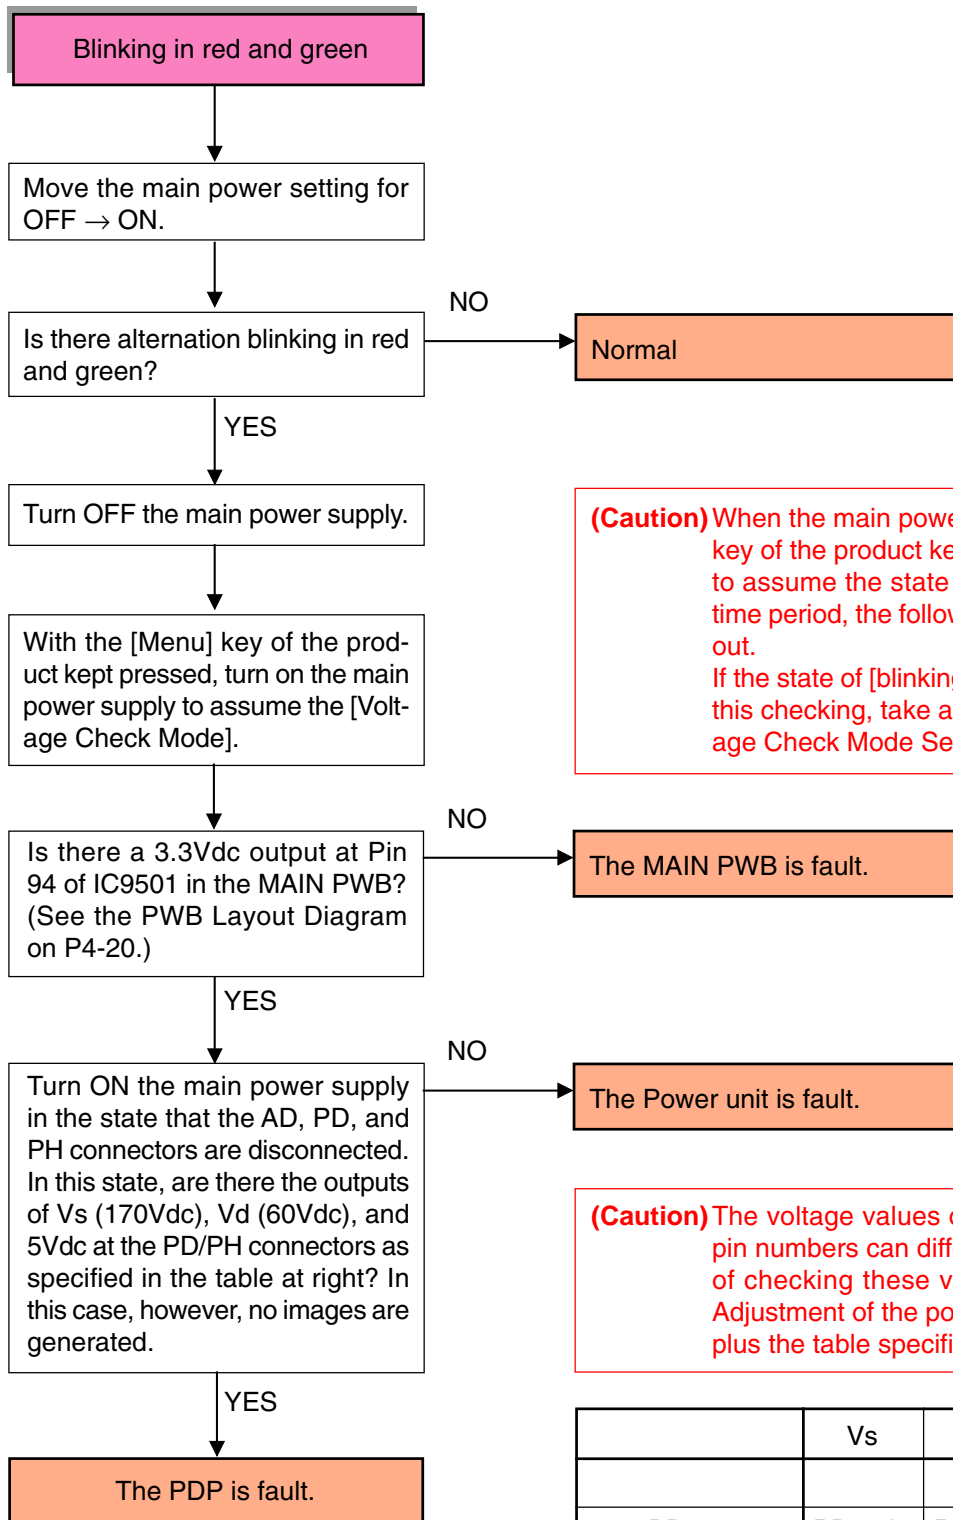 Blinking in red and green
Move the main power setting for
OFF → ON.
NO
Is there alternation blinking in red
and green?
Normal
YES
Turn OFF the main power supply.
(Caution) When the main
key of the product
to assume the state
time period, the
out.
If the state of
this checking, take
age Check Mode
With the [Menu] key of the prod-
uct kept pressed, turn on the main
power supply to assume the [Volt-
age Check Mode].
NO
Is there a 3.3Vdc output at Pin
94 of IC9501 in the MAIN PWB?
(See the PWB Layout Diagram
on P4-20.)
The MAIN PWB is fault.
YES
NO
Turn ON the main power supply
in the state that the AD, PD, and
PH connectors are disconnected.
In this state, are there the outputs
of Vs (170Vdc), Vd (60Vdc), and
5Vdc at the PD/PH connectors as
specified in the table at right? In
this case, however, no images are
generated.
The Power unit is fault.
(Caution) The voltage values
pin numbers can
of checking these
Adjustment of the
plus the table
YES
Vs
The PDP is fault.